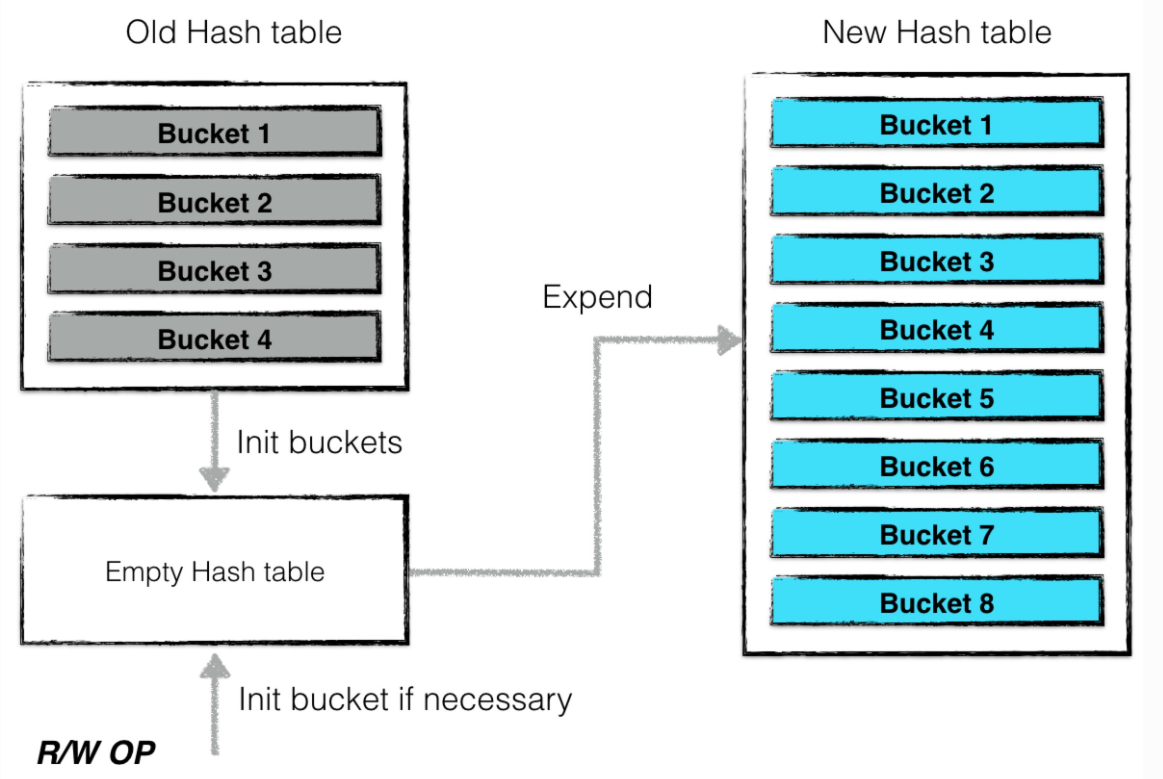 Old Hash table
Bucket 1
Bucket 2
Bucket 3
Bucket 4
Init buckets
Empty Hash table
Init bucket if necessary
R/W OP
Expend
New Hash table
Bucket 1
Bucket 2
Bucket 3
Bucket 4
Bucket 5
Bucket 6
Bucket 7
Bucket 8